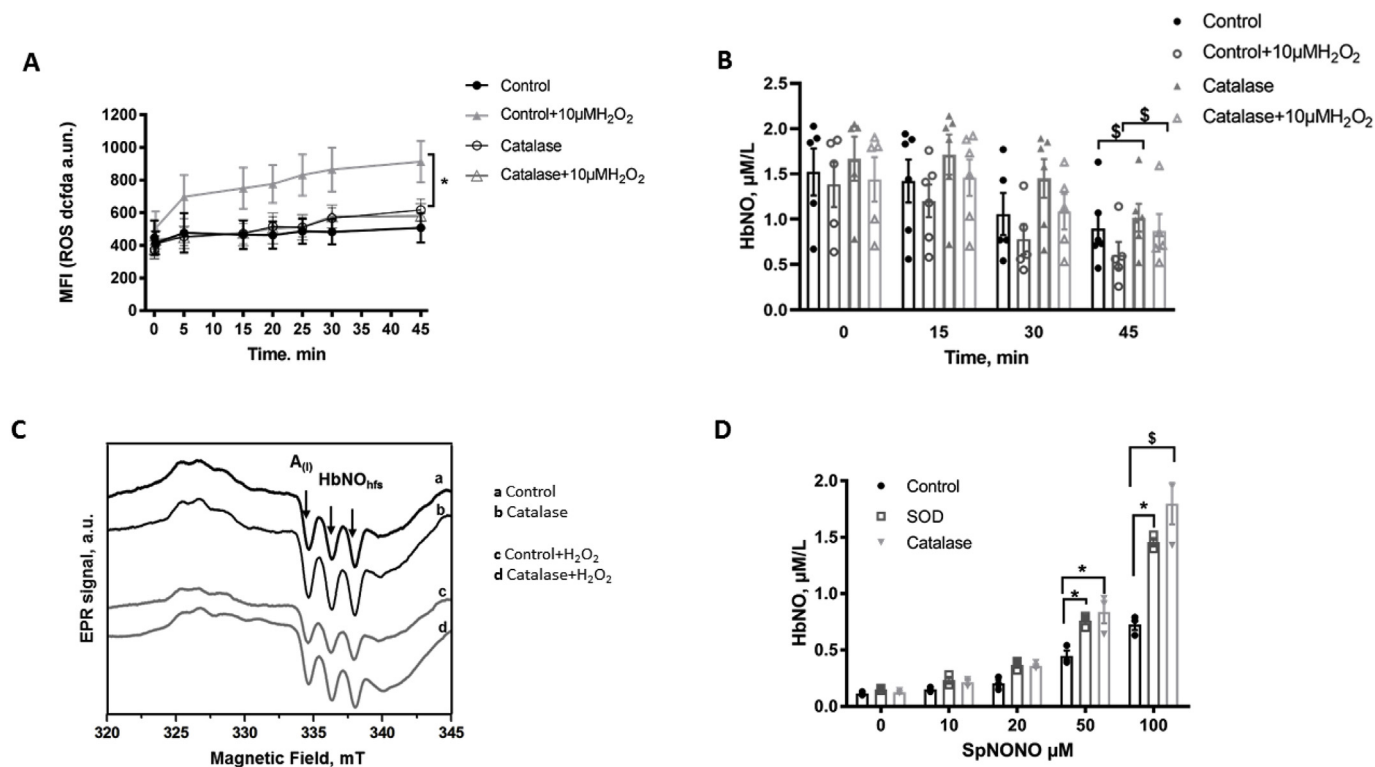 A
Control
Control+10μMH₂O₂
Catalase
Catalase+10μMH₂O₂
MFI (ROS dcfda a.un.)
1200
1000
800
600
400
200
0
*
0 5 10 15 20 25 30 35 40 45
Time. min
B
Control
Control+10μMH₂O₂
Catalase
Catalase+10μMH₂O₂
HbNO, μM/L
2.5
2.0
1.5
1.0
0.5
0.0
$
$
0 15 30 45
Time, min
C
EPR signal, a.u.
A(I)
HbNOhfs
a
b
c
d
a Control
b Catalase
c Control+H₂O₂
d Catalase+H₂O₂
320 325 330 335 340 345
Magnetic Field, mT
D
HbNO, μM/L
2.0
1.5
1.0
0.5
0.0
Control
SOD
Catalase
*
*
*
$
0 10 20 50 100
SpNONO μM